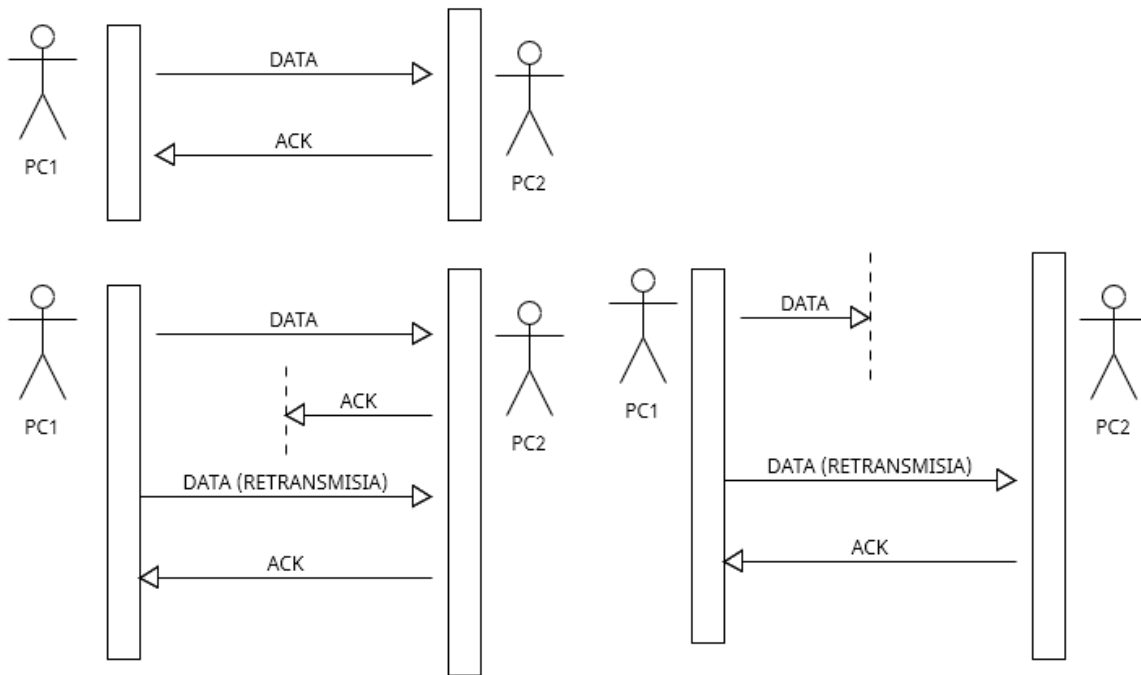 DATA
ACK
PC1
PC2
DATA
ACK
PC1
PC2
DATA (RETRANSMISIA)
ACK
DATA
PC1
PC2
DATA (RETRANSMISIA)
ACK